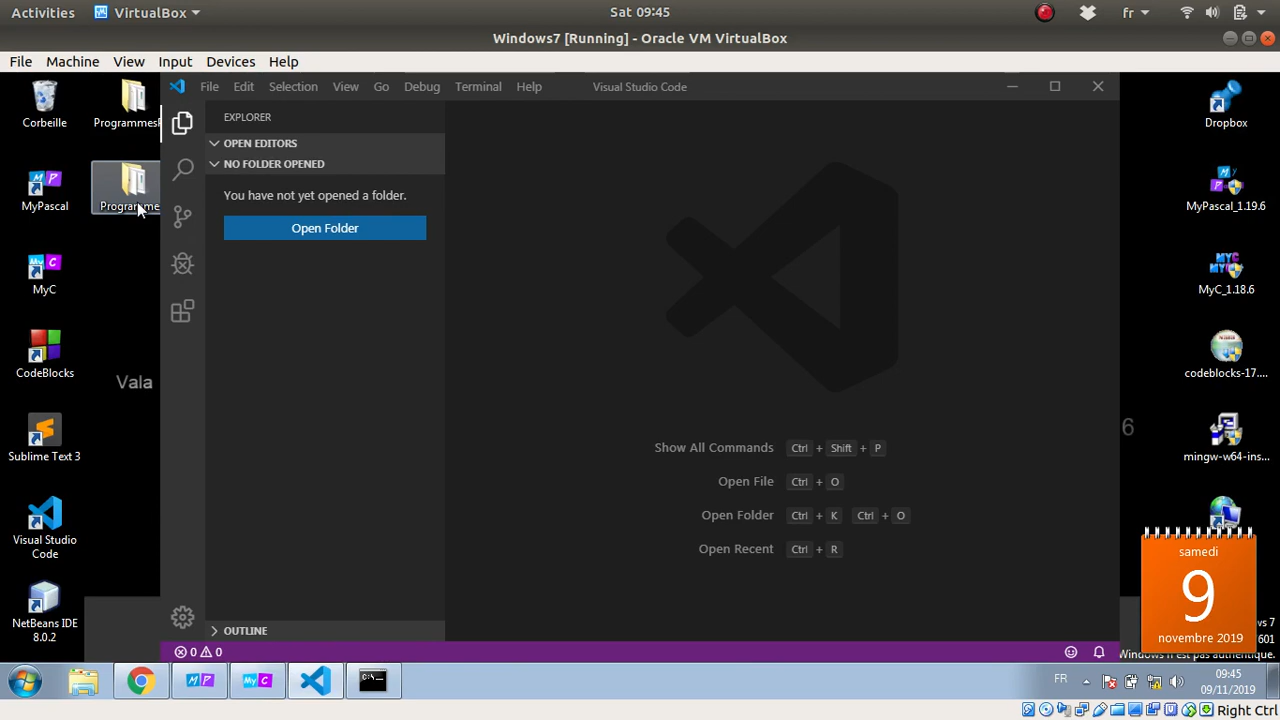 Activities
VirtualBox
Sat 09:45
fr
Windows7 [Running] - Oracle VM VirtualBox
File Machine View Input Devices Help
File Edit Selection View Go Debug Terminal Help
Visual Studio Code
Corbeille
MyPascal
Programme
MyC
CodeBlocks
Vala
Sublime Text 3
Visual Studio
Code
NetBeans IDE
8.0.2
EXPLORER
OPEN EDITORS
NO FOLDER OPENED
You have not yet opened a folder.
Open Folder
OUTLINE
Show All Commands Ctrl + Shift + P
Open File Ctrl + O
Open Folder Ctrl + K Ctrl + O
Open Recent Ctrl + R
Dropbox
MyPascal_1.19.6
MyC_1.18.6
codeblocks-17....
6
mingw-w64-ins...
samedi
9
novembre 2019
601
Windows n'est pas authentique.
0 0
FR
09:45
09/11/2019
Right Ctrl